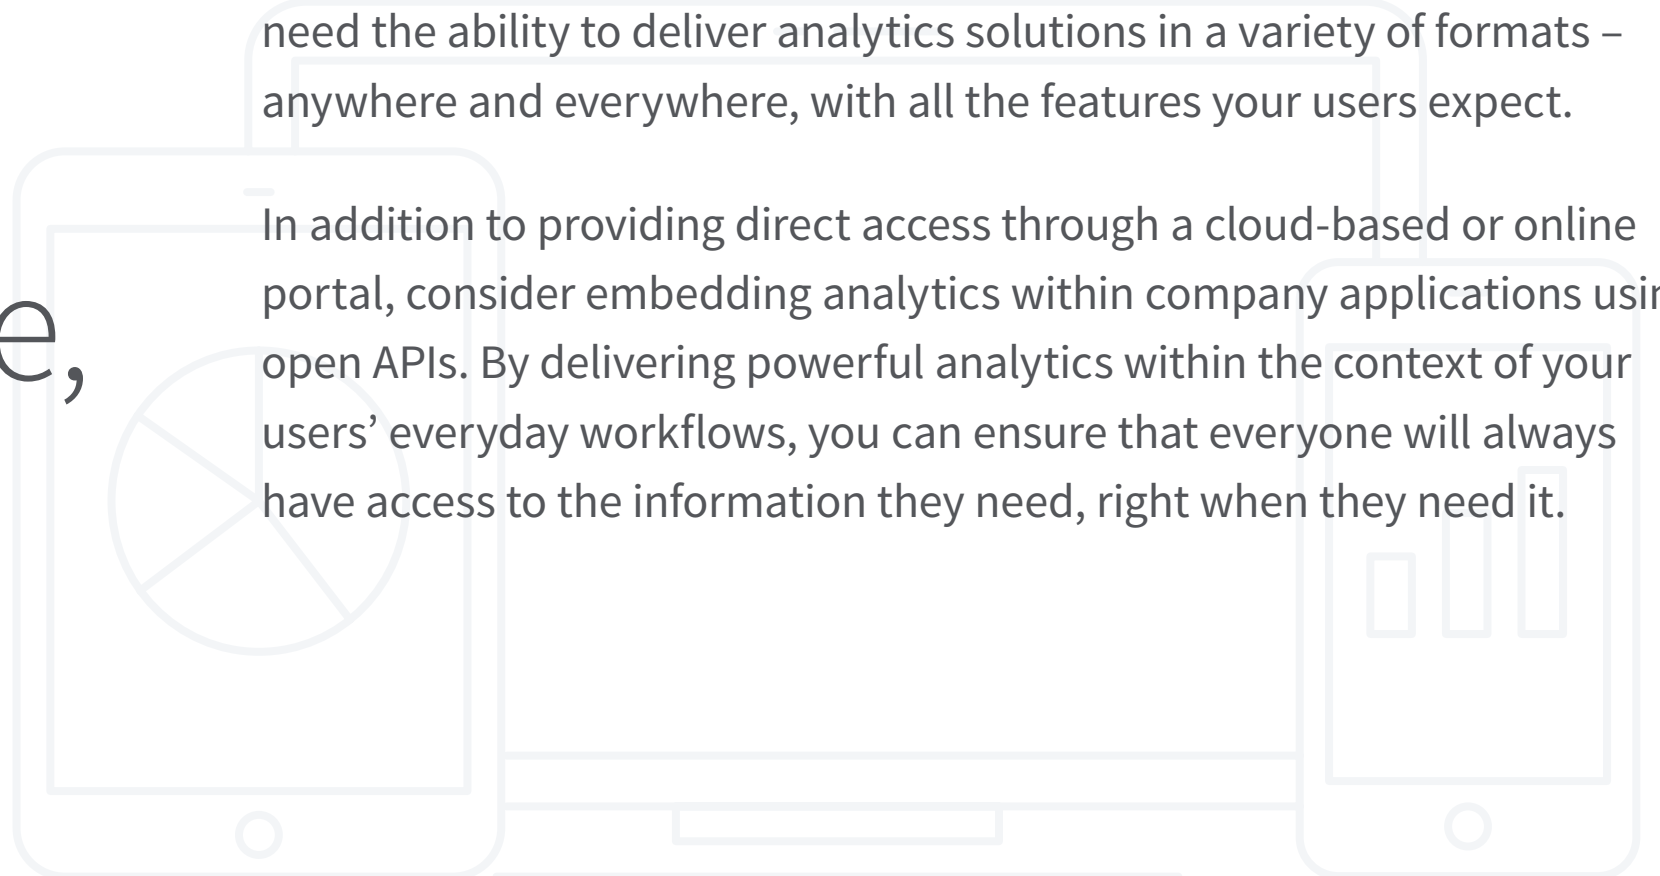 need the ability to deliver analytics solutions in a variety of formats –
anywhere and everywhere, with all the features your users expect.
In addition to providing direct access through a cloud-based or online
e,
portal, consider embedding analytics within company applications usin
open APIs. By delivering powerful analytics within the context of your
users’ everyday workflows, you can ensure that everyone will always
have access to the information they need, right when they need it.